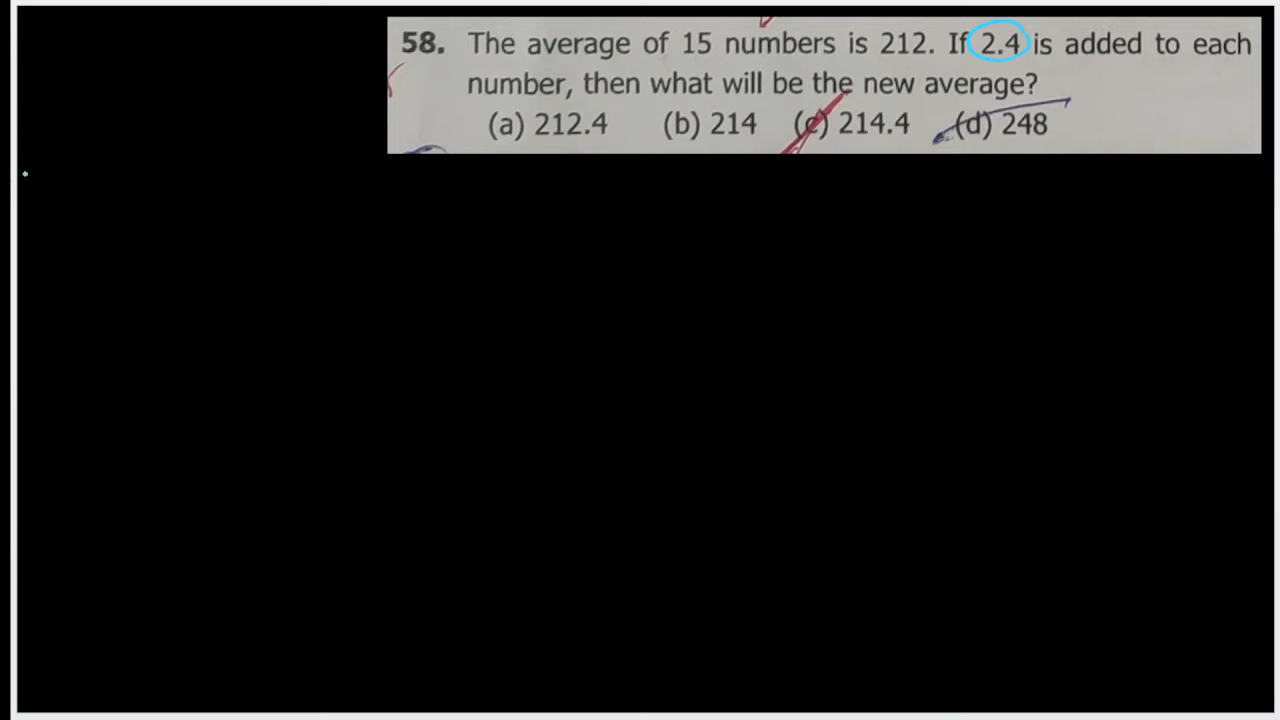 58. The average of 15 numbers is 212. If 2.4 is added to each
number, then what will be the new average?
(a) 212.4 (b) 214 (c) 214.4 (d) 248